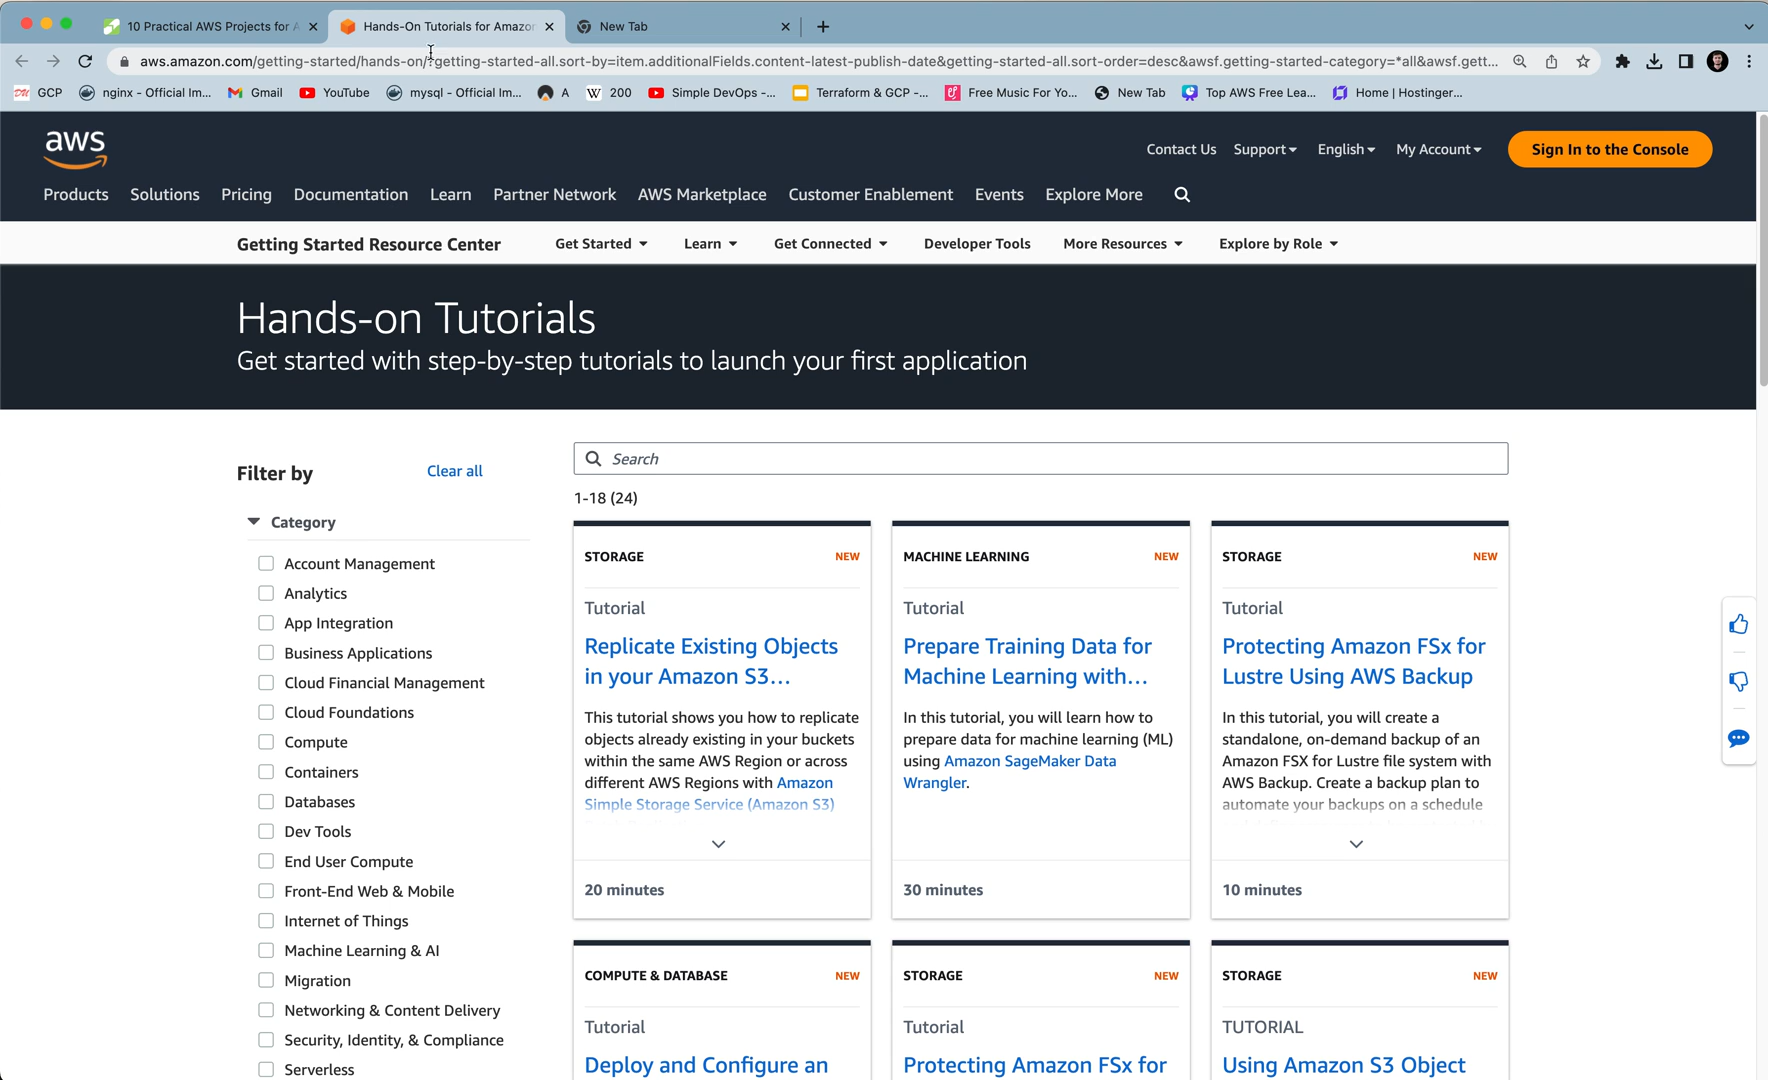 10 Practical AWS Projects for A
Hands-On Tutorials for Amazon
New Tab
aws.amazon.com/getting-started/hands-on/?getting-started-all.sort-by=item.additionalFields.content-latest-publish-date&getting-started-all.sort-order=desc&awsf.getting-started-category=*all&awsf.gett...
GCP
nginx - Official Im...
Gmail
YouTube
mysql - Official Im...
A
200
Simple DevOps -...
Terraform & GCP -...
Free Music For Yo...
New Tab
Top AWS Free Lea...
Home | Hostinger...
aws
Contact Us
Support
English
My Account
Sign In to the Console
Products
Solutions
Pricing
Documentation
Learn
Partner Network
AWS Marketplace
Customer Enablement
Events
Explore More
Getting Started Resource Center
Get Started
Learn
Get Connected
Developer Tools
More Resources
Explore by Role
Hands-on Tutorials
Get started with step-by-step tutorials to launch your first application
Filter by
Clear all
Category
Account Management
Analytics
App Integration
Business Applications
Cloud Financial Management
Cloud Foundations
Compute
Containers
Databases
Dev Tools
End User Compute
Front-End Web & Mobile
Internet of Things
Machine Learning & AI
Migration
Networking & Content Delivery
Security, Identity, & Compliance
Serverless
Search
1-18 (24)
STORAGE
NEW
Tutorial
Replicate Existing Objects
in your Amazon S3...
This tutorial shows you how to replicate
objects already existing in your buckets
within the same AWS Region or across
different AWS Regions with Amazon
Simple Storage Service (Amazon S3)
20 minutes
MACHINE LEARNING
NEW
Tutorial
Prepare Training Data for
Machine Learning with...
In this tutorial, you will learn how to
prepare data for machine learning (ML)
using Amazon SageMaker Data
Wrangler.
30 minutes
STORAGE
NEW
Tutorial
Protecting Amazon FSx for
Lustre Using AWS Backup
In this tutorial, you will create a
standalone, on-demand backup of an
Amazon FSX for Lustre file system with
AWS Backup. Create a backup plan to
automate your backups on a schedule
10 minutes
COMPUTE & DATABASE
NEW
Tutorial
Deploy and Configure an
STORAGE
NEW
Tutorial
Protecting Amazon FSx for
STORAGE
NEW
TUTORIAL
Using Amazon S3 Object